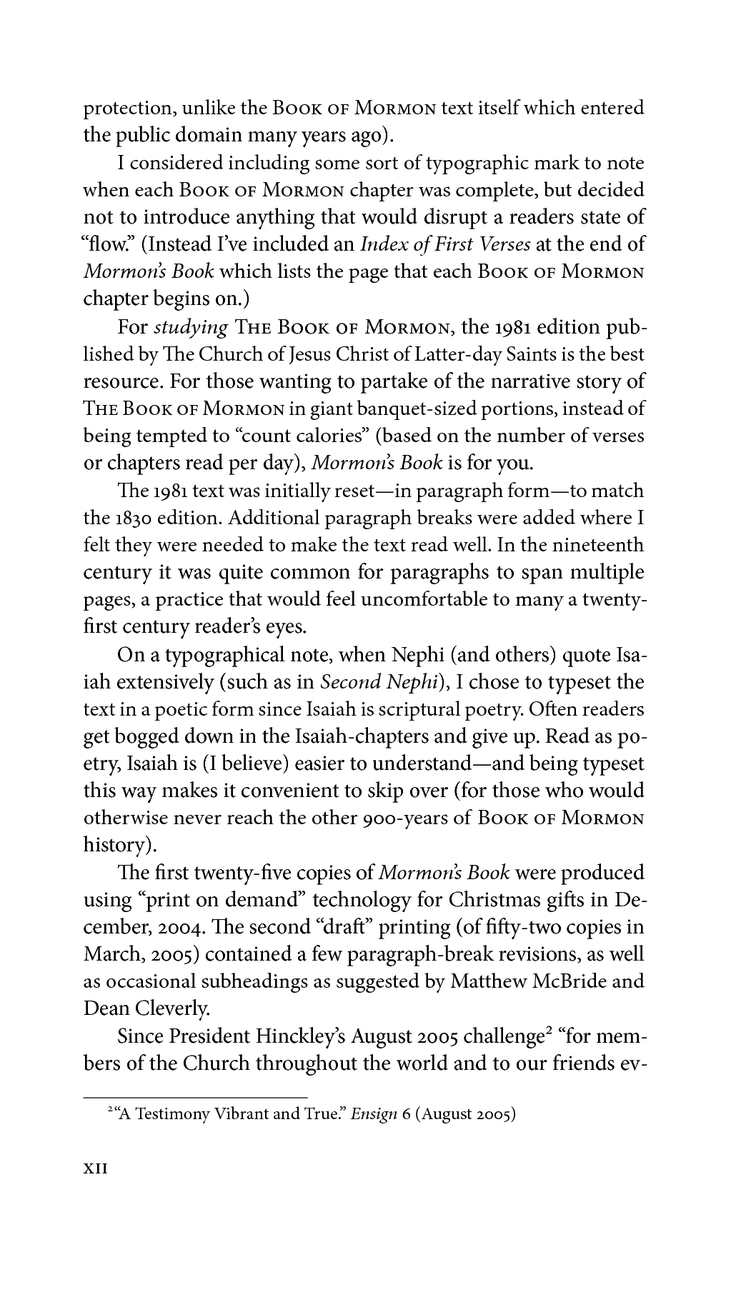 protection, unlike the Book of Mormon text itself which entered
the public domain many years ago).
I considered including some sort of typographic mark to note
when each Book of Mormon chapter was complete, but decided
not to introduce anything that would disrupt a readers state of
“flow.” (Instead I’ve included an Index of First Verses at the end of
Mormon’s Book which lists the page that each Book of Mormon
chapter begins on.)
For studying The Book of Mormon, the 1981 edition pub-
lished by The Church of Jesus Christ of Latter-day Saints is the best
resource. For those wanting to partake of the narrative story of
The Book of Mormon in giant banquet-sized portions, instead of
being tempted to “count calories” (based on the number of verses
or chapters read per day), Mormon’s Book is for you.
The 1981 text was initially reset—in paragraph form—to match
the 1830 edition. Additional paragraph breaks were added where I
felt they were needed to make the text read well. In the nineteenth
century it was quite common for paragraphs to span multiple
pages, a practice that would feel uncomfortable to many a twenty-
first century reader’s eyes.
On a typographical note, when Nephi (and others) quote Isa-
iah extensively (such as in Second Nephi), I chose to typeset the
text in a poetic form since Isaiah is scriptural poetry. Often readers
get bogged down in the Isaiah-chapters and give up. Read as po-
etry, Isaiah is (I believe) easier to understand—and being typeset
this way makes it convenient to skip over (for those who would
otherwise never reach the other 900-years of Book of Mormon
history).
The first twenty-five copies of Mormon’s Book were produced
using “print on demand” technology for Christmas gifts in De-
cember, 2004. The second “draft” printing (of fifty-two copies in
March, 2005) contained a few paragraph-break revisions, as well
as occasional subheadings as suggested by Matthew McBride and
Dean Cleverly.
Since President Hinckley’s August 2005 challenge² “for mem-
bers of the Church throughout the world and to our friends ev-
²“A Testimony Vibrant and True.” Ensign 6 (August 2005)
XII